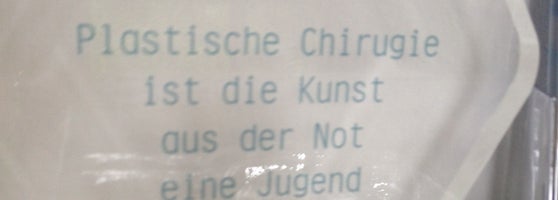 Plastische Chirugie
ist die Kunst
aus der Not
eine Jugend